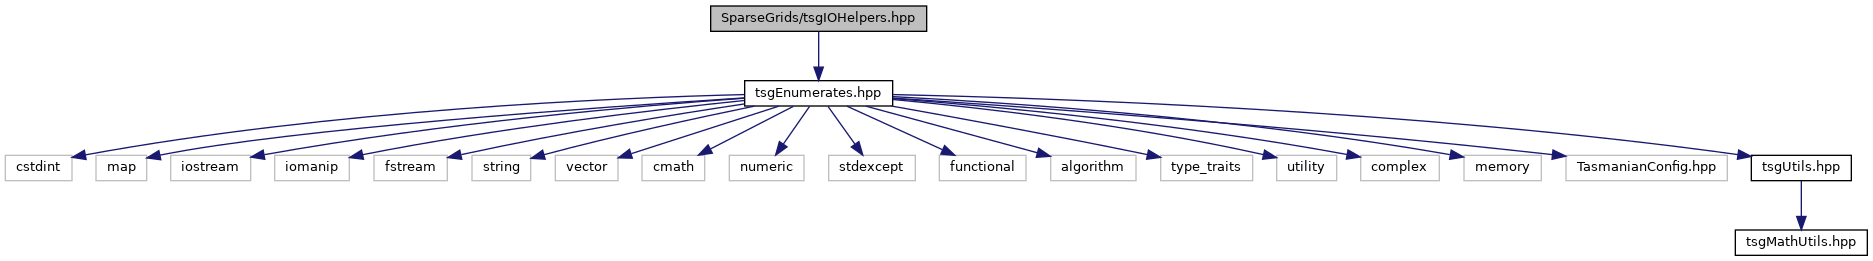 SparseGrids/tsgIOHelpers.hpp
tsgEnumerates.hpp
cstdint
map
iostream
iomanip
fstream
string
vector
cmath
numeric
stdexcept
functional
algorithm
type_traits
utility
complex
memory
TasmanianConfig.hpp
tsgUtils.hpp
tsgMathUtils.hpp